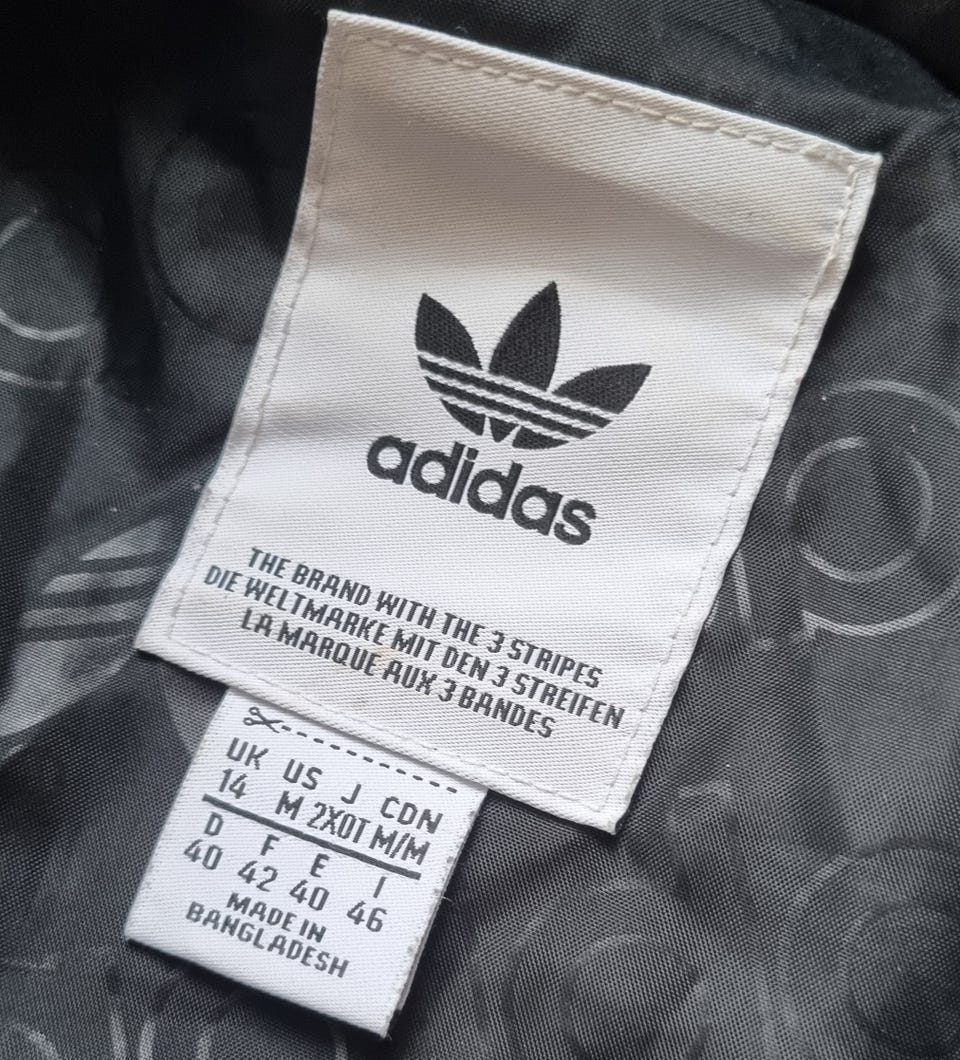 adidas
THE BRAND WITH THE 3 STRIPES
DIE WELTMARKE MIT DEN 3 STREIFEN
LA MARQUE AUX 3 BANDES
UK US J CDN
14 M 2XOT M/M
D F E I
40 42 40 46
MADE IN
BANGLADESH